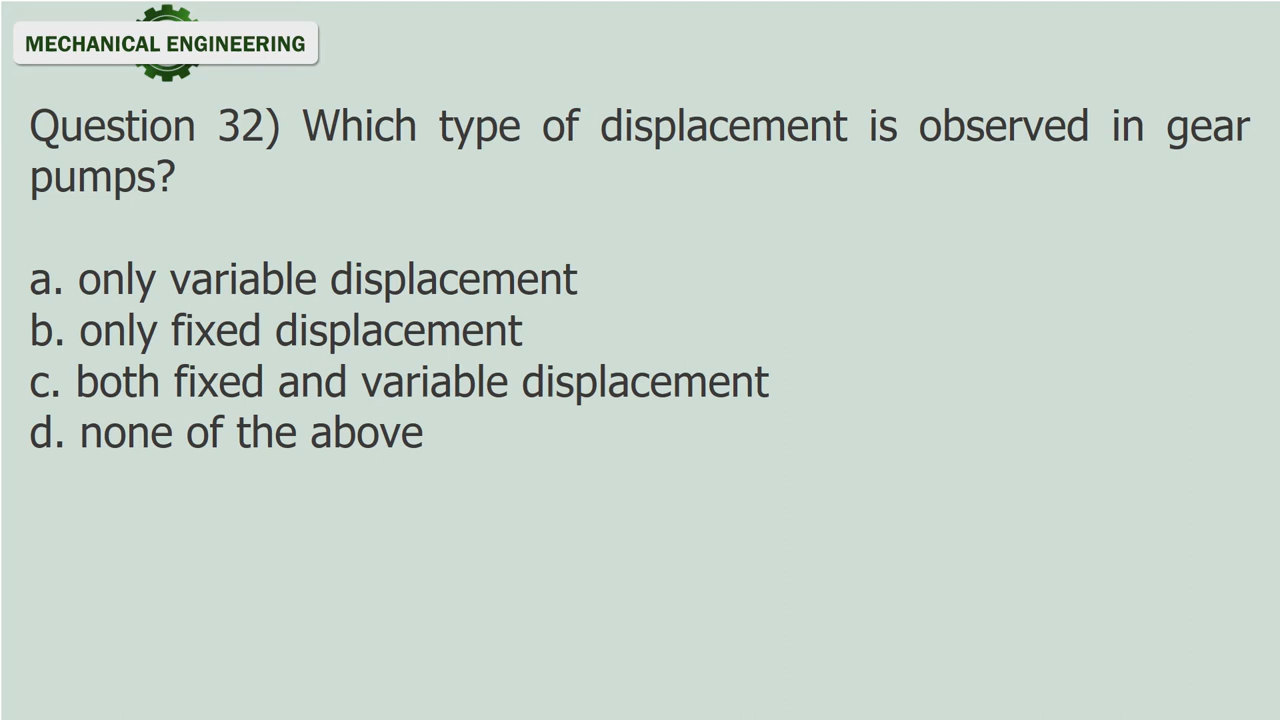 MECHANICAL ENGINEERING
Question 32) Which type of displacement is observed in gear
pumps?
a. only variable displacement
b. only fixed displacement
c. both fixed and variable displacement
d. none of the above